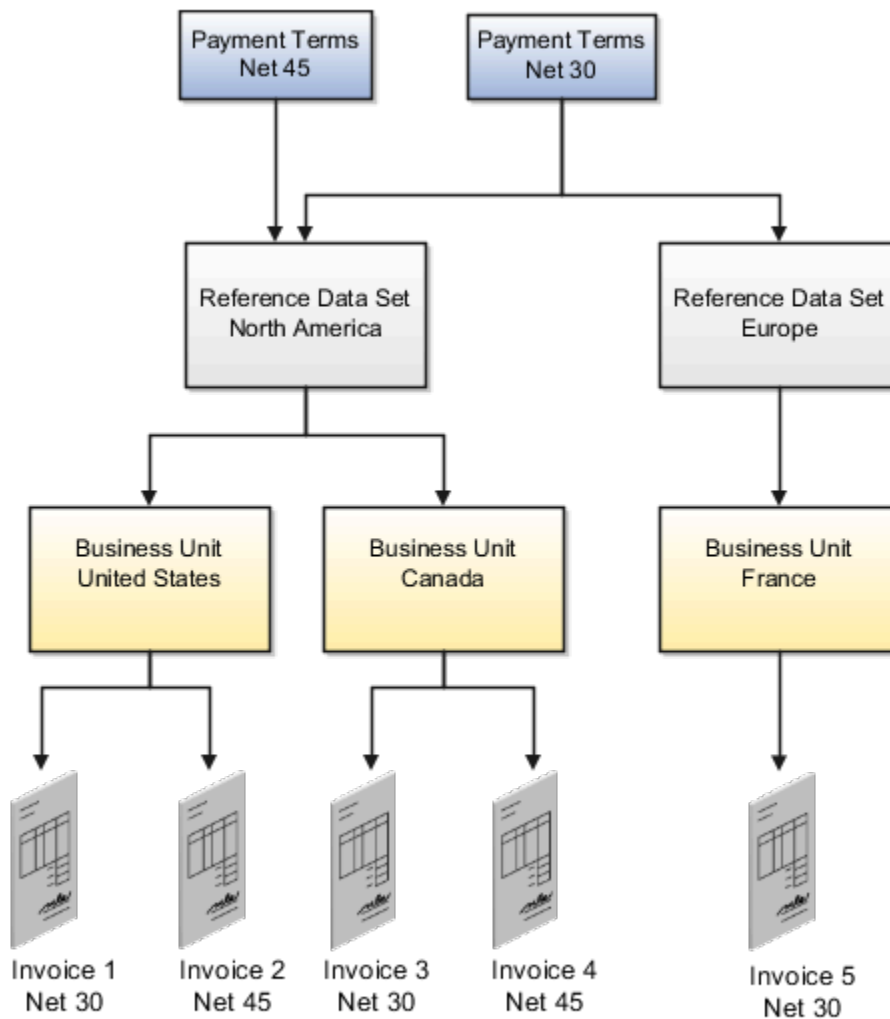 Payment Terms
Net 45
Payment Terms
Net 30
Reference Data Set
North America
Reference Data Set
Europe
Business Unit
United States
Business Unit
Canada
Business Unit
France
Invoice 1
Net 30
Invoice 2
Net 45
Invoice 3
Net 30
Invoice 4
Net 45
Invoice 5
Net 30